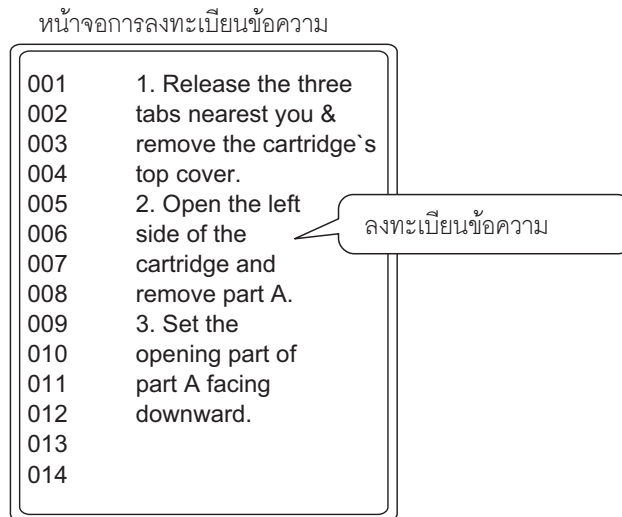 หน้าจอการลงทะเบียนข้อความ
001 1. Release the three
002 tabs nearest you &
003 remove the cartridge`s
004 top cover.
005 2. Open the left
006 side of the
007 cartridge and
008 remove part A.
009 3. Set the
010 opening part of
011 part A facing
012 downward.
013
014
ลงทะเบียนข้อความ